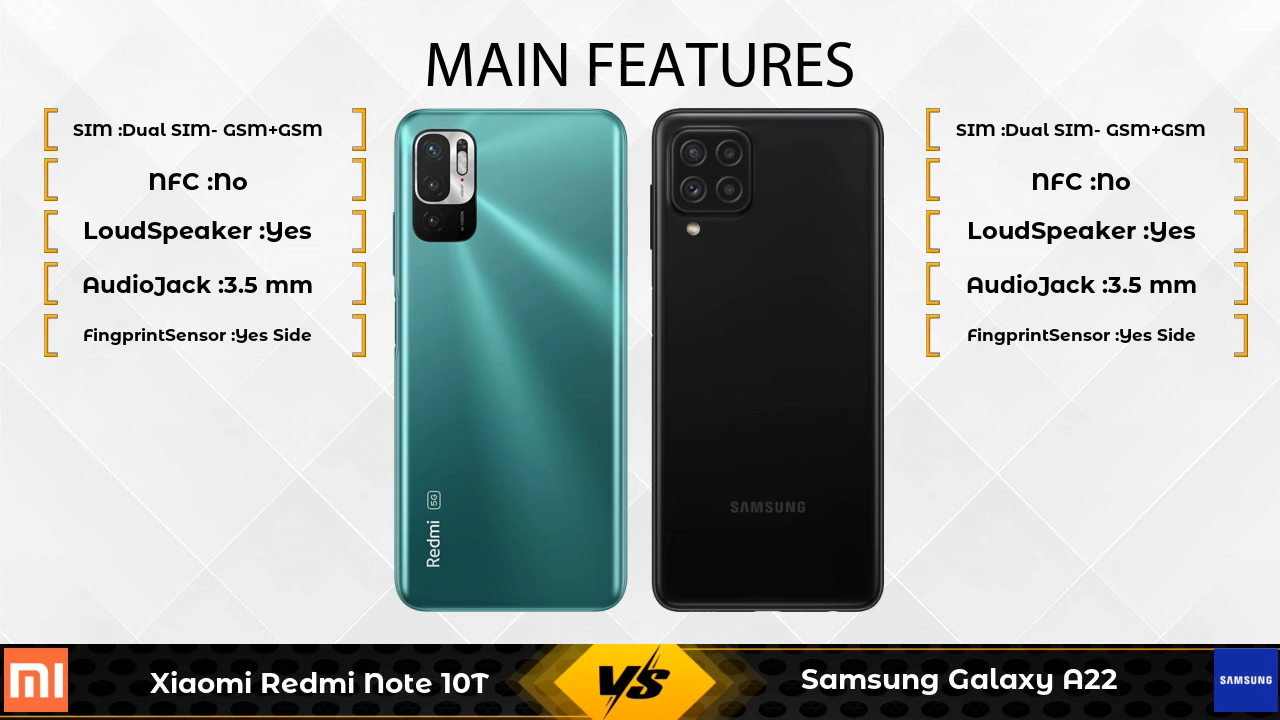 MAIN FEATURES
SIM :Dual SIM- GSM+GSM
NFC :No
LoudSpeaker :Yes
AudioJack :3.5 mm
FingprintSensor :Yes Side
Redmi 5G
SAMSUNG
SIM :Dual SIM- GSM+GSM
NFC :No
LoudSpeaker :Yes
AudioJack :3.5 mm
FingprintSensor :Yes Side
MI
Xiaomi Redmi Note 10T
VS
Samsung Galaxy A22
SAMSUNG